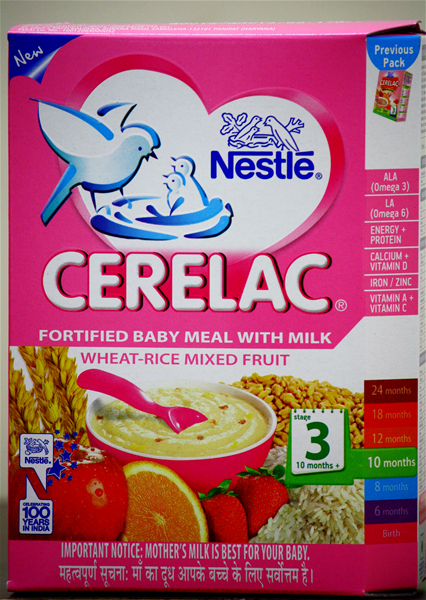 New
Previous
Pack
CERELAC
Nestlé®
ALA
(Omega 3)
LA
(Omega 6)
ENERGY +
PROTEIN
CALCIUM +
VITAMIN D
IRON / ZINC
VITAMIN A +
VITAMIN C
CERELAC®
FORTIFIED BABY MEAL WITH MILK
WHEAT-RICE MIXED FRUIT
stage
3
10 months +
24 months
18 months
12 months
10 months
8 months
6 months
Birth
Nestlé
CELEBRATING
100
YEARS
IN INDIA
IMPORTANT NOTICE: MOTHER'S MILK IS BEST FOR YOUR BABY.
महत्वपूर्ण सूचना: माँ का दूध आपके बच्चे के लिए सर्वोत्तम है।